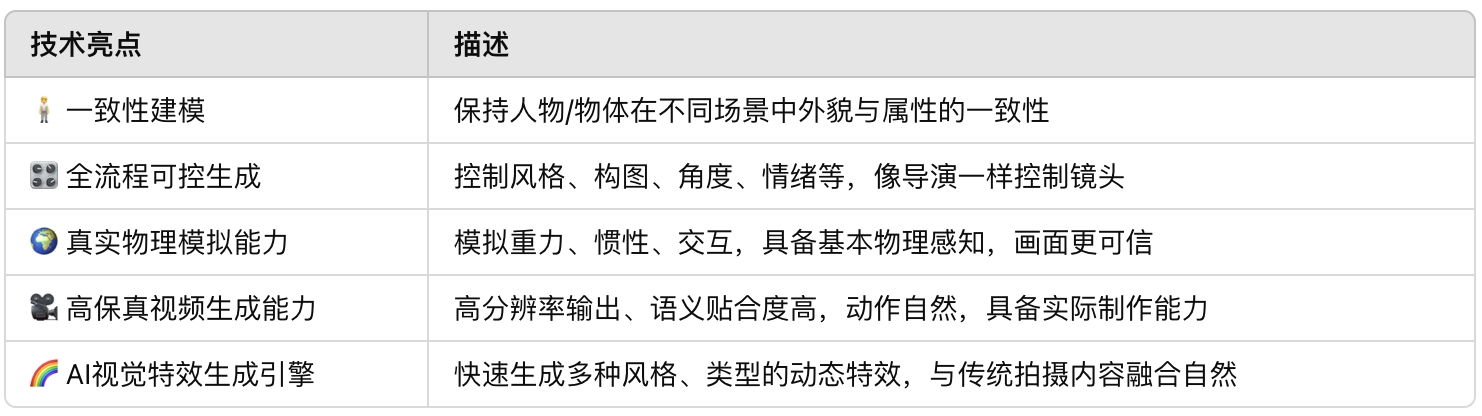 技术亮点 描述
🧍 一致性建模 保持人物/物体在不同场景中外貌与属性的一致性
🎛️ 全流程可控生成 控制风格、构图、角度、情绪等，像导演一样控制镜头
🌍 真实物理模拟能力 模拟重力、惯性、交互，具备基本物理感知，画面更可信
🎥 高保真视频生成能力 高分辨率输出、语义贴合度高，动作自然，具备实际制作能力
🌈 AI视觉特效生成引擎 快速生成多种风格、类型的动态特效，与传统拍摄内容融合自然